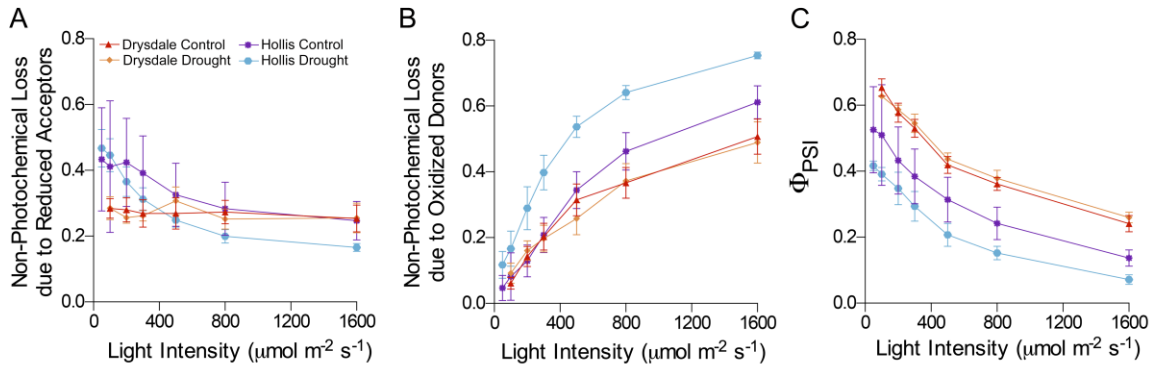 A
Non-Photochemical Loss
due to Reduced Acceptors
0.8
0.6
0.4
0.2
0.0
Drysdale Control
Hollis Control
Drysdale Drought
Hollis Drought
0 400 800 1200 1600
Light Intensity (μmol m⁻² s⁻¹)
B
Non-Photochemical Loss
due to Oxidized Donors
0.8
0.6
0.4
0.2
0.0
0 400 800 1200 1600
Light Intensity (μmol m⁻² s⁻¹)
C
ΦPSI
0.8
0.6
0.4
0.2
0.0
0 400 800 1200 1600
Light Intensity (μmol m⁻² s⁻¹)